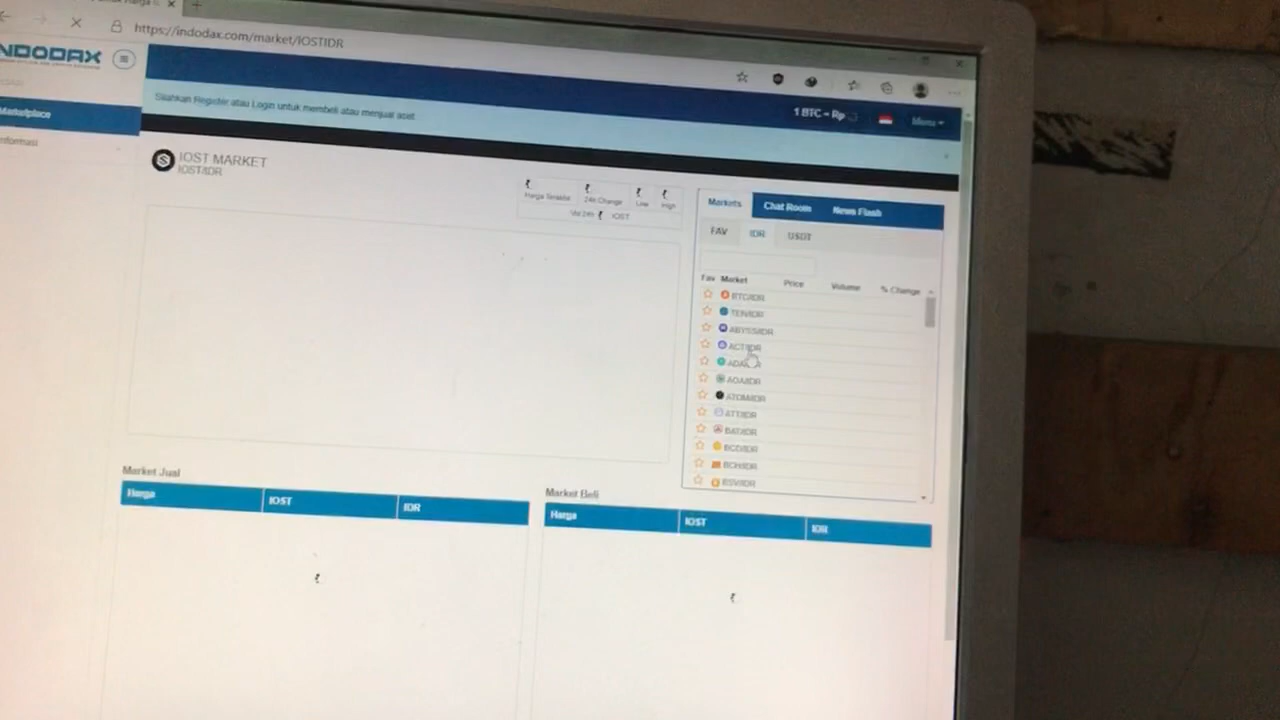 https://indodax.com/market/IOSTIDR
INDODAX
Silahkan Register atau Login untuk membeli atau menjual aset
1 BTC = Rp
Menu
Marketplace
Informasi
IOST MARKET
IOST/IDR
Harga Terakhir
24h Change
Low
High
Vol 24h IOST
Markets
Chat Room
News Flash
FAV
IDR
USDT
Fav Market Price Volume % Change
BTC/IDR
TEN/IDR
ABYSS/IDR
ACT/IDR
ADA/IDR
AOA/IDR
ATOM/IDR
ATT/IDR
BAT/IDR
BCD/IDR
BCH/IDR
BSV/IDR
Market Jual
Harga IOST IDR
Market Beli
Harga IOST IDR